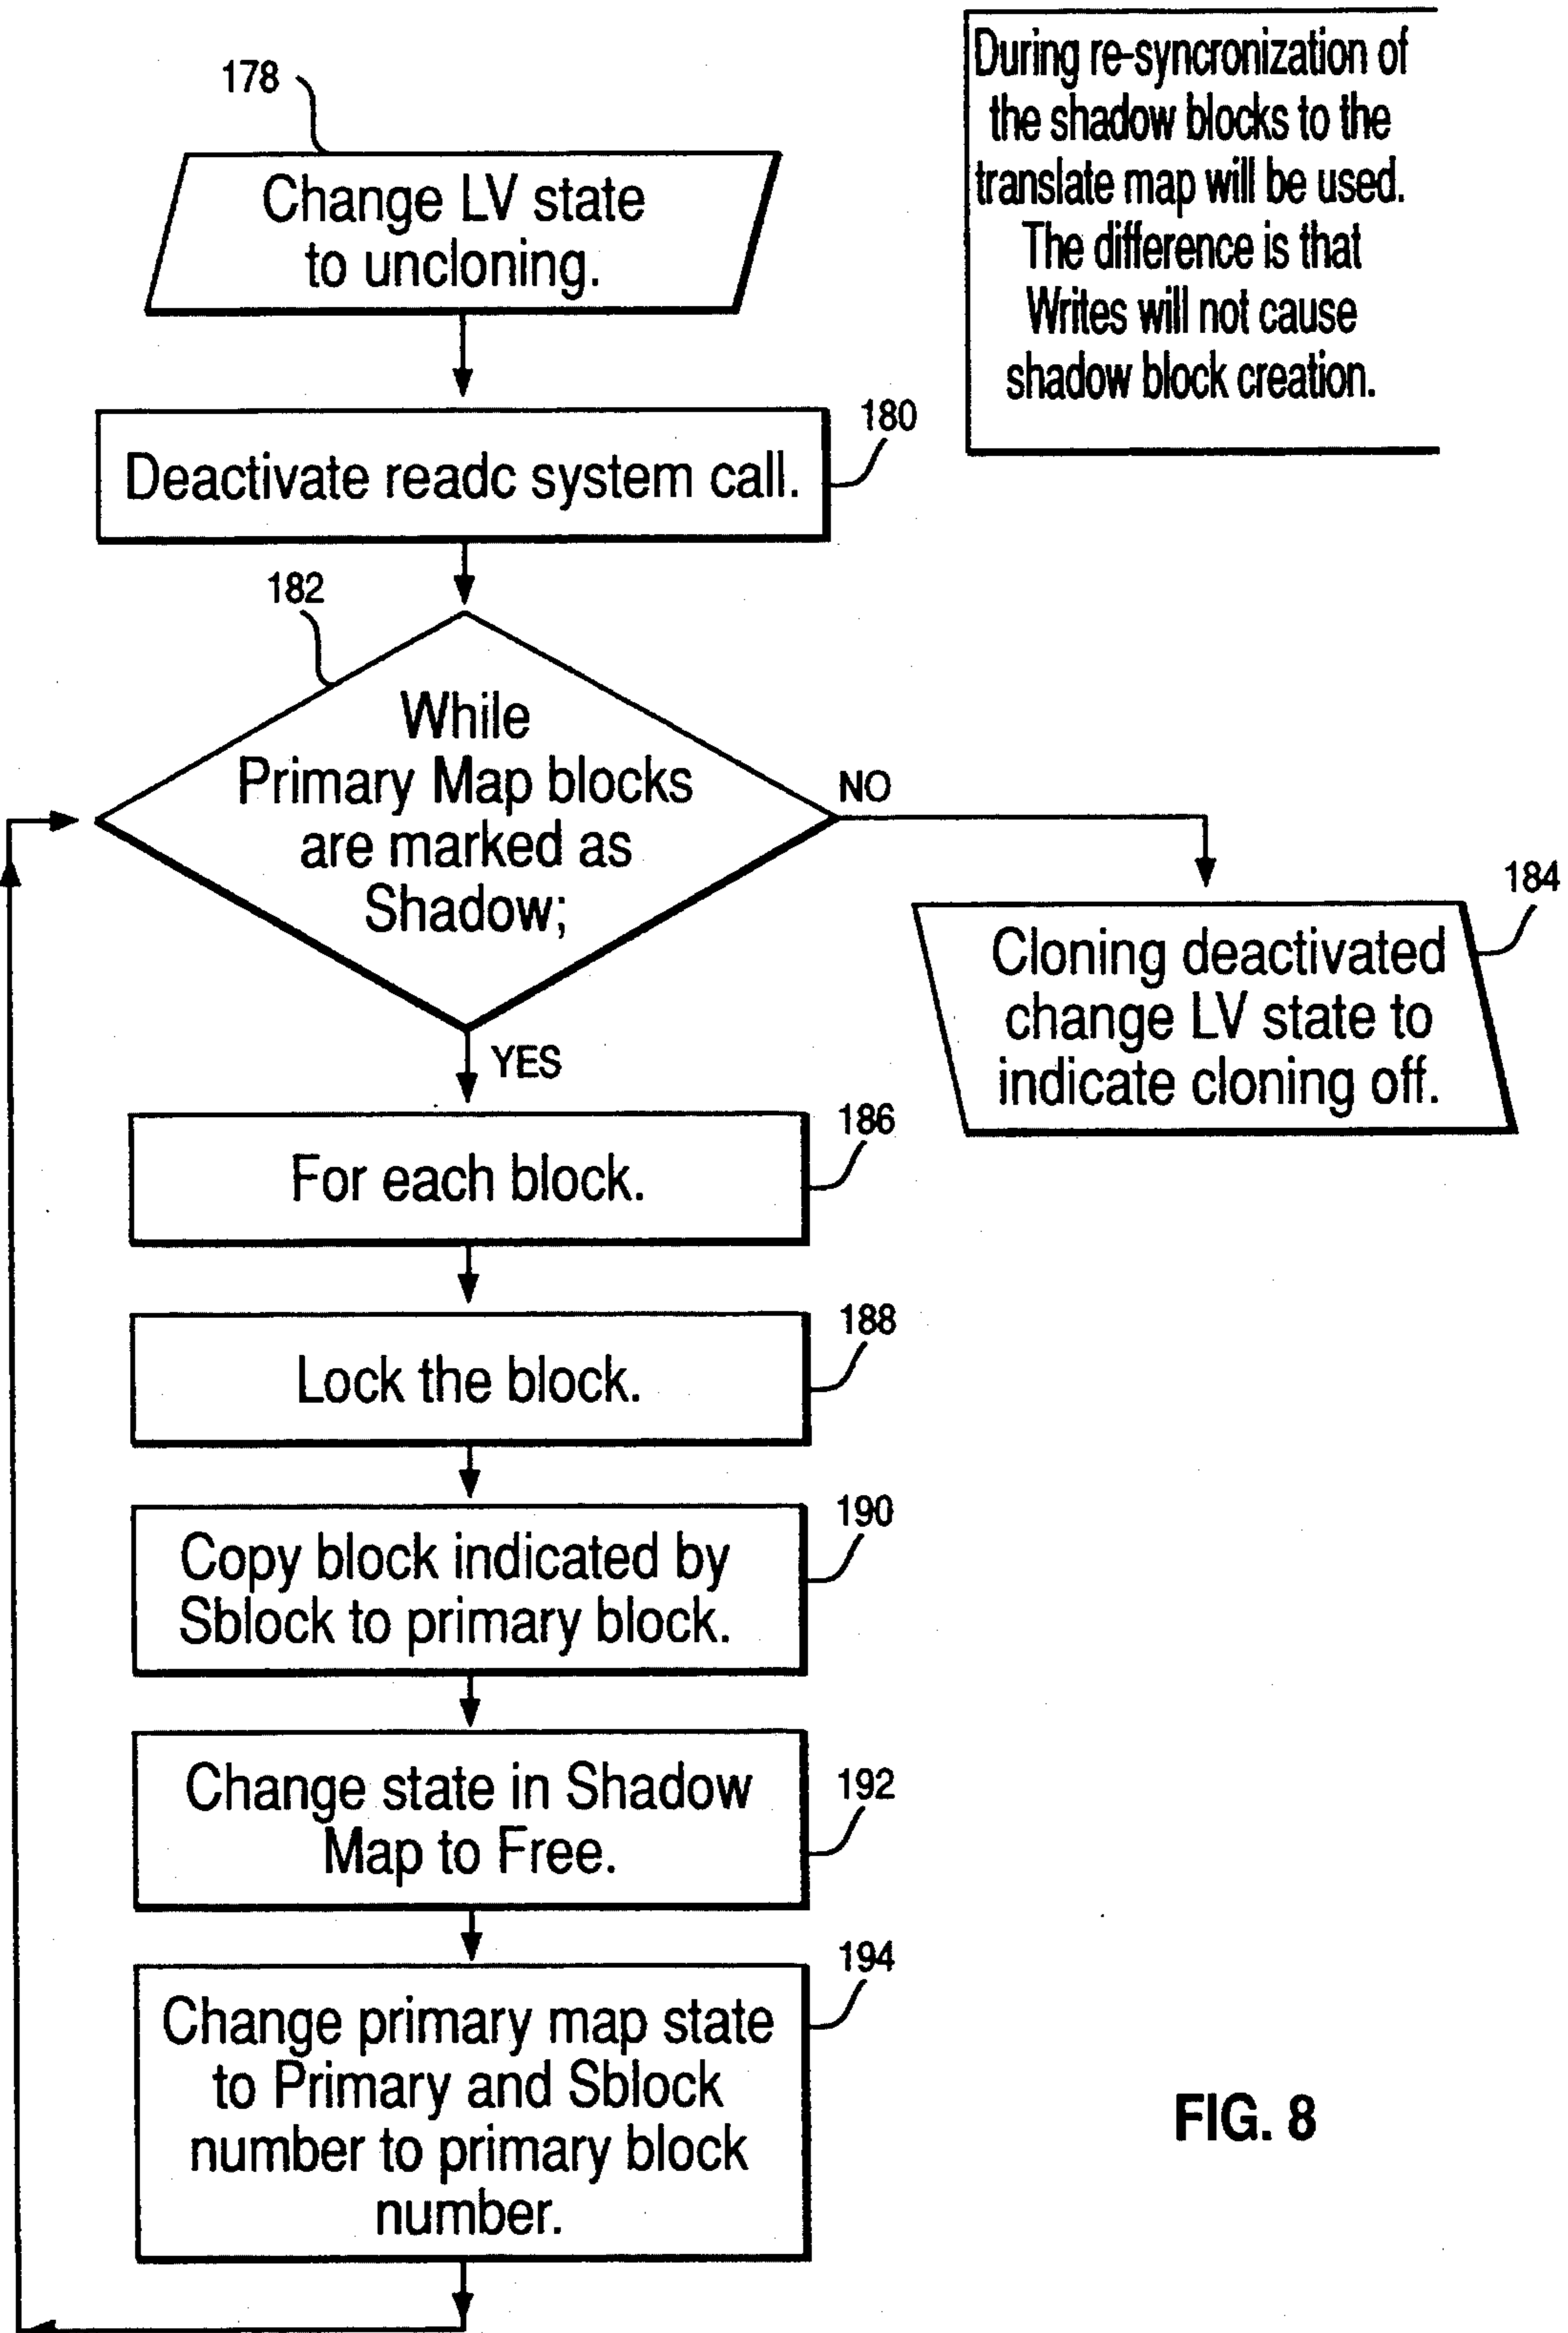 178
Change LV state
to uncloning.
During re-syncronization of
the shadow blocks to the
translate map will be used.
The difference is that
Writes will not cause
shadow block creation.
180
Deactivate readc system call.
182
While
Primary Map blocks
are marked as
Shadow;
NO
184
Cloning deactivated
change LV state to
indicate cloning off.
YES
186
For each block.
188
Lock the block.
190
Copy block indicated by
Sblock to primary block.
192
Change state in Shadow
Map to Free.
194
Change primary map state
to Primary and Sblock
number to primary block
number.
FIG. 8